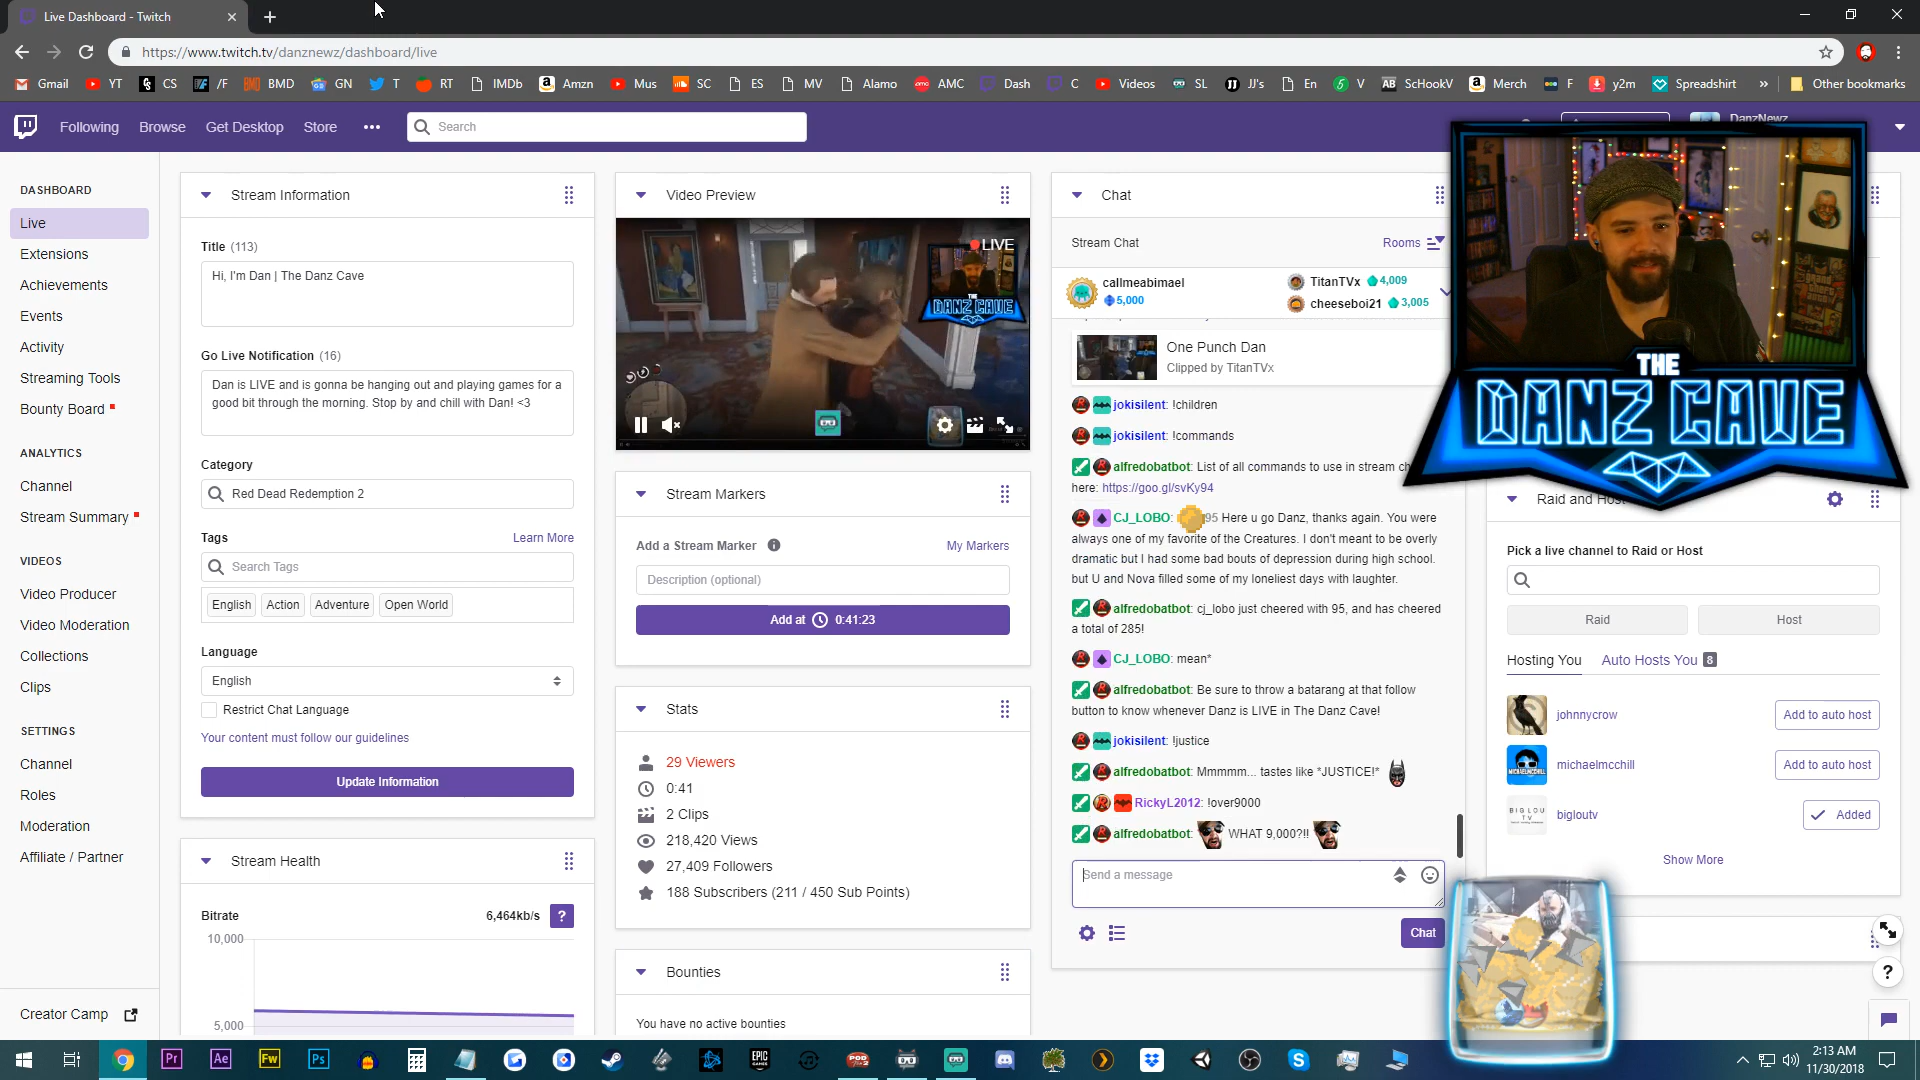 Live Dashboard - Twitch
https://www.twitch.tv/danznewz/dashboard/live
Gmail YT CS /F BMD GN T RT IMDb Amzn Mus SC ES MV Alamo AMC Dash C Videos SL JJ's En V ScHookV Merch F y2m Spreadshirt » Other bookmarks
Following Browse Get Desktop Store Search DanzNewz
DASHBOARD
Live
Extensions
Achievements
Events
Activity
Streaming Tools
Bounty Board
ANALYTICS
Channel
Stream Summary
VIDEOS
Video Producer
Video Moderation
Collections
Clips
SETTINGS
Channel
Roles
Moderation
Affiliate / Partner
Creator Camp
Stream Information
Title (113)
Hi, I'm Dan | The Danz Cave
Go Live Notification (16)
Dan is LIVE and is gonna be hanging out and playing games for a
good bit through the morning. Stop by and chill with Dan! <3
Category
Red Dead Redemption 2
Tags Learn More
Search Tags
English Action Adventure Open World
Language
English
Restrict Chat Language
Your content must follow our guidelines
Update Information
Stream Health
Bitrate 6,464kb/s ?
10,000
5,000
Video Preview
LIVE
THE
DANZ CAVE
Stream Markers
Add a Stream Marker My Markers
Description (optional)
Add at 0:41:23
Stats
29 Viewers
0:41
2 Clips
218,420 Views
27,409 Followers
188 Subscribers (211 / 450 Sub Points)
Bounties
You have no active bounties
Chat
Stream Chat Rooms
callmeabimael
5,000
TitanTVx 4,009
cheeseboi21 3,005
One Punch Dan
Clipped by TitanTVx
jokisilent: !children
jokisilent: !commands
alfredobatbot: List of all commands to use in stream ch
here: https://goo.gl/svKy94
CJ_LOBO: 95 Here u go Danz, thanks again. You were
always one of my favorite of the Creatures. I don't meant to be overly
dramatic but I had some bad bouts of depression during high school.
but U and Nova filled some of my loneliest days with laughter.
alfredobatbot: cj_lobo just cheered with 95, and has cheered
a total of 285!
CJ_LOBO: mean*
alfredobatbot: Be sure to throw a batarang at that follow
button to know whenever Danz is LIVE in The Danz Cave!
jokisilent: !justice
alfredobatbot: Mmmmm... tastes like *JUSTICE!*
RickyL2012: !over9000
alfredobatbot: WHAT 9,000?!!
Send a message
Chat
THE
DANZ CAVE
Raid and Hos
Pick a live channel to Raid or Host
Raid Host
Hosting You Auto Hosts You 8
johnnycrow Add to auto host
michaelmcchill Add to auto host
BIG LOU
TV
bigloutv Added
Show More
?
Pr Ae Fw Ps
2:13 AM
11/30/2018